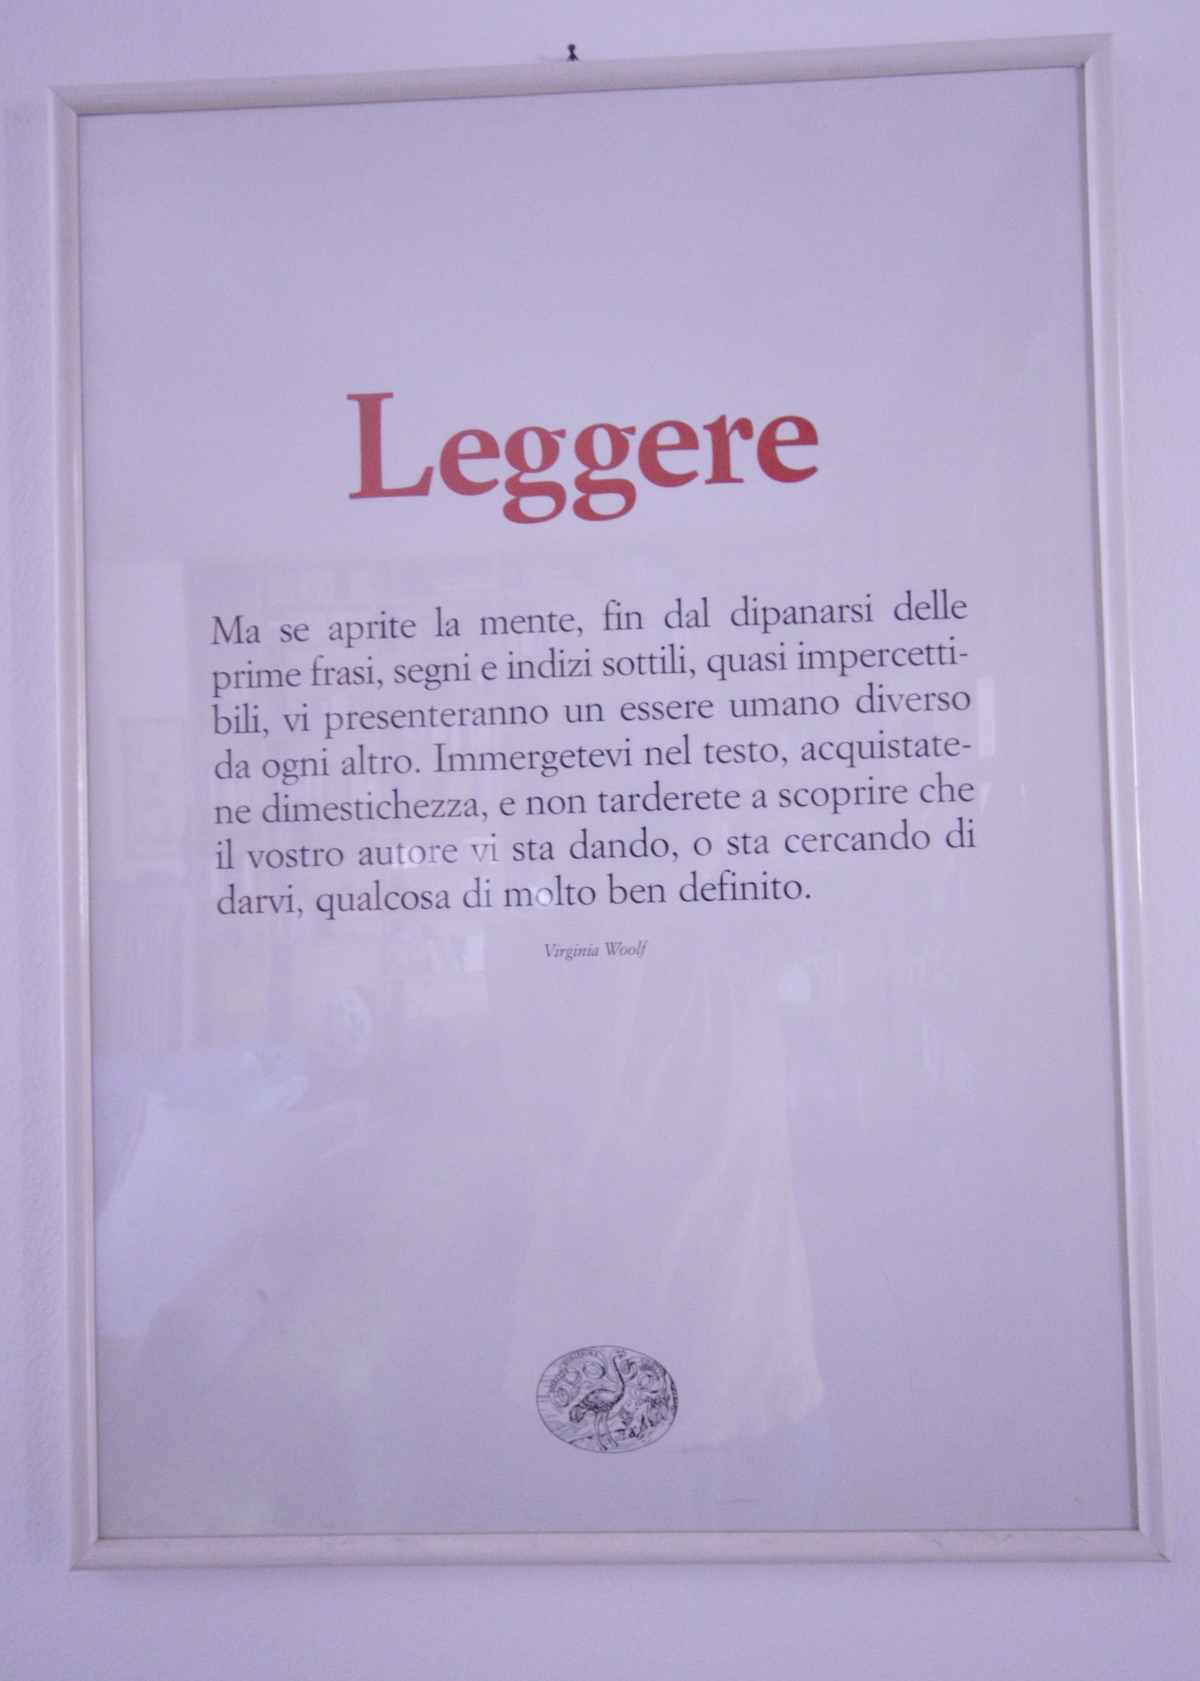 Leggere
Ma se aprite la mente, fin dal dipanarsi delle
prime frasi, segni e indizi sottili, quasi impercetti-
bili, vi presenteranno un essere umano diverso
da ogni altro. Immergetevi nel testo, acquistate-
ne dimestichezza, e non tarderete a scoprire che
il vostro autore vi sta dando, o sta cercando di
darvi, qualcosa di molto ben definito.
Virginia Woolf